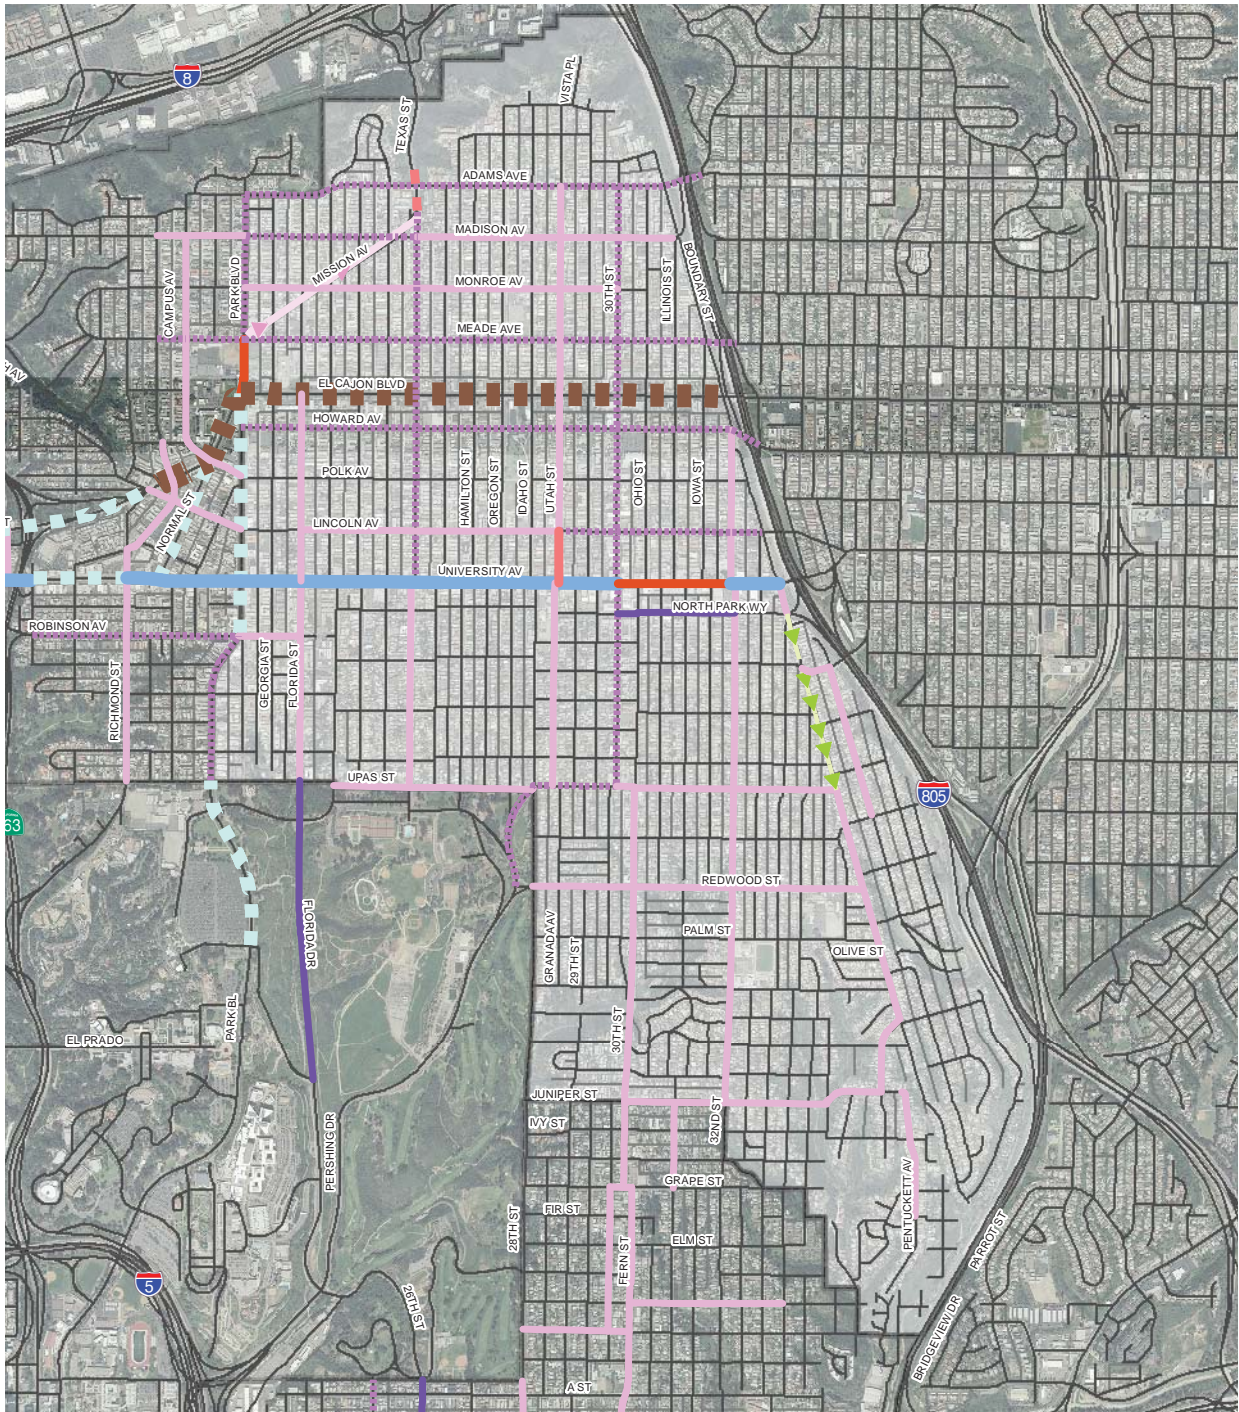 8
VISTA PL
TEXAS ST
ADAMS AVE
MADISON AV
MISSION AV
BOUNDARY ST
PARK BLVD
CAMPUS AV
MONROE AV
30TH ST
ILLINOIS ST
MEADE AVE
H AV
EL CAJON BLVD
HOWARD AV
POLK AV
HAMILTON ST
OREGON ST
IDAHO ST
UTAH ST
OHIO ST
IOWA ST
NORMAL ST
T
LINCOLN AV
UNIVERSITY AV
NORTH PARK WY
ROBINSON AV
RICHMOND ST
GEORGIA ST
FLORIDA ST
UPAS ST
805
63
REDWOOD ST
FLORIDA DR
GRANADA AV
29TH ST
PALM ST
OLIVE ST
PARK BL
30TH ST
EL PRADO
JUNIPER ST
IVY ST
32ND ST
PERSHING DR
GRAPE ST
PENTUCKETT AV
FIR ST
28TH ST
ELM ST
FERN ST
PARROT ST
5
26TH ST
BRIDGEVIEW DR
A ST